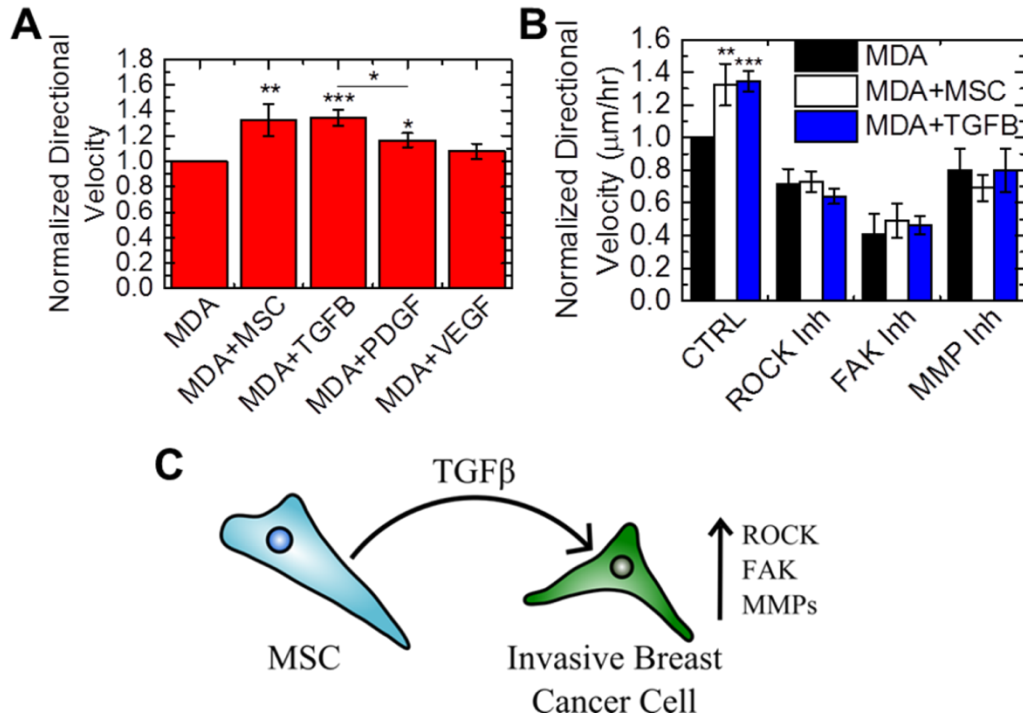 A
Normalized Directional
Velocity
1.8
1.6
1.4
1.2
1.0
0.8
0.6
0.4
0.2
0.0
**
***
*
*
MDA
MDA+MSC
MDA+TGFB
MDA+PDGF
MDA+VEGF
B
Normalized Directional
Velocity (μm/hr)
1.6
1.4
1.2
1.0
0.8
0.6
0.4
0.2
0.0
**
***
MDA
MDA+MSC
MDA+TGFB
CTRL
ROCK Inh
FAK Inh
MMP Inh
C
TGFβ
MSC
Invasive Breast
Cancer Cell
ROCK
FAK
MMPs